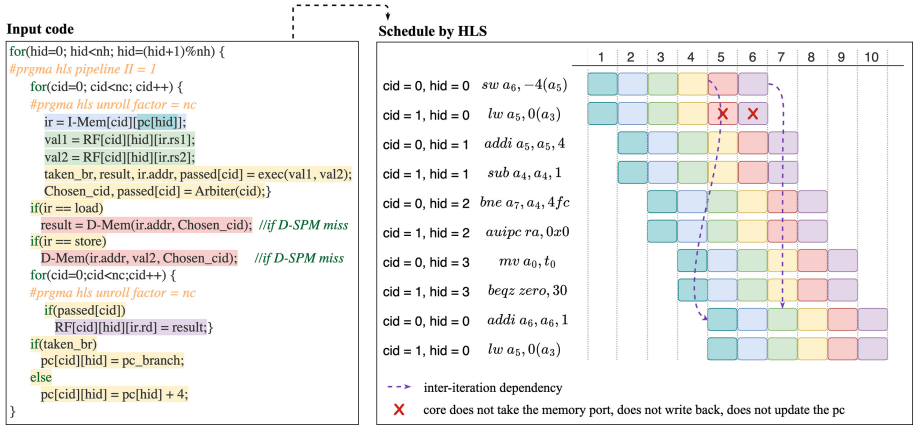 Input code
for(hid=0; hid<nh; hid=(hid+1)%nh) {
#prgma hls pipeline II = 1
for(cid=0; cid<nc; cid++) {
#prgma hls unroll factor = nc
ir = I-Mem[cid][pc[hid]];
val1 = RF[cid][hid][ir.rs1];
val2 = RF[cid][hid][ir.rs2];
taken_br, result, ir.addr, passed[cid] = exec(val1, val2);
Chosen_cid, passed[cid] = Arbiter(cid);}
if(ir == load)
result = D-Mem(ir.addr, Chosen_cid); //if D-SPM miss
if(ir == store)
D-Mem(ir.addr, val2, Chosen_cid); //if D-SPM miss
for(cid=0;cid<nc;cid++) {
#prgma hls unroll factor = nc
if(passed[cid])
RF[cid][hid][ir.rd] = result;}
if(taken_br)
pc[cid][hid] = pc_branch;
else
pc[cid][hid] = pc[hid] + 4;
}
Schedule by HLS
1 2 3 4 5 6 7 8 9 10
cid = 0, hid = 0 sw a6, −4(a5)
cid = 1, hid = 0 lw a5, 0(a3)
cid = 0, hid = 1 addi a5, a5, 4
cid = 1, hid = 1 sub a4, a4, 1
cid = 0, hid = 2 bne a7, a4, 4fc
cid = 1, hid = 2 auipc ra, 0x0
cid = 0, hid = 3 mv a0, t0
cid = 1, hid = 3 beqz zero, 30
cid = 0, hid = 0 addi a6, a6, 1
cid = 1, hid = 0 lw a5, 0(a3)
inter-iteration dependency
core does not take the memory port, does not write back, does not update the pc